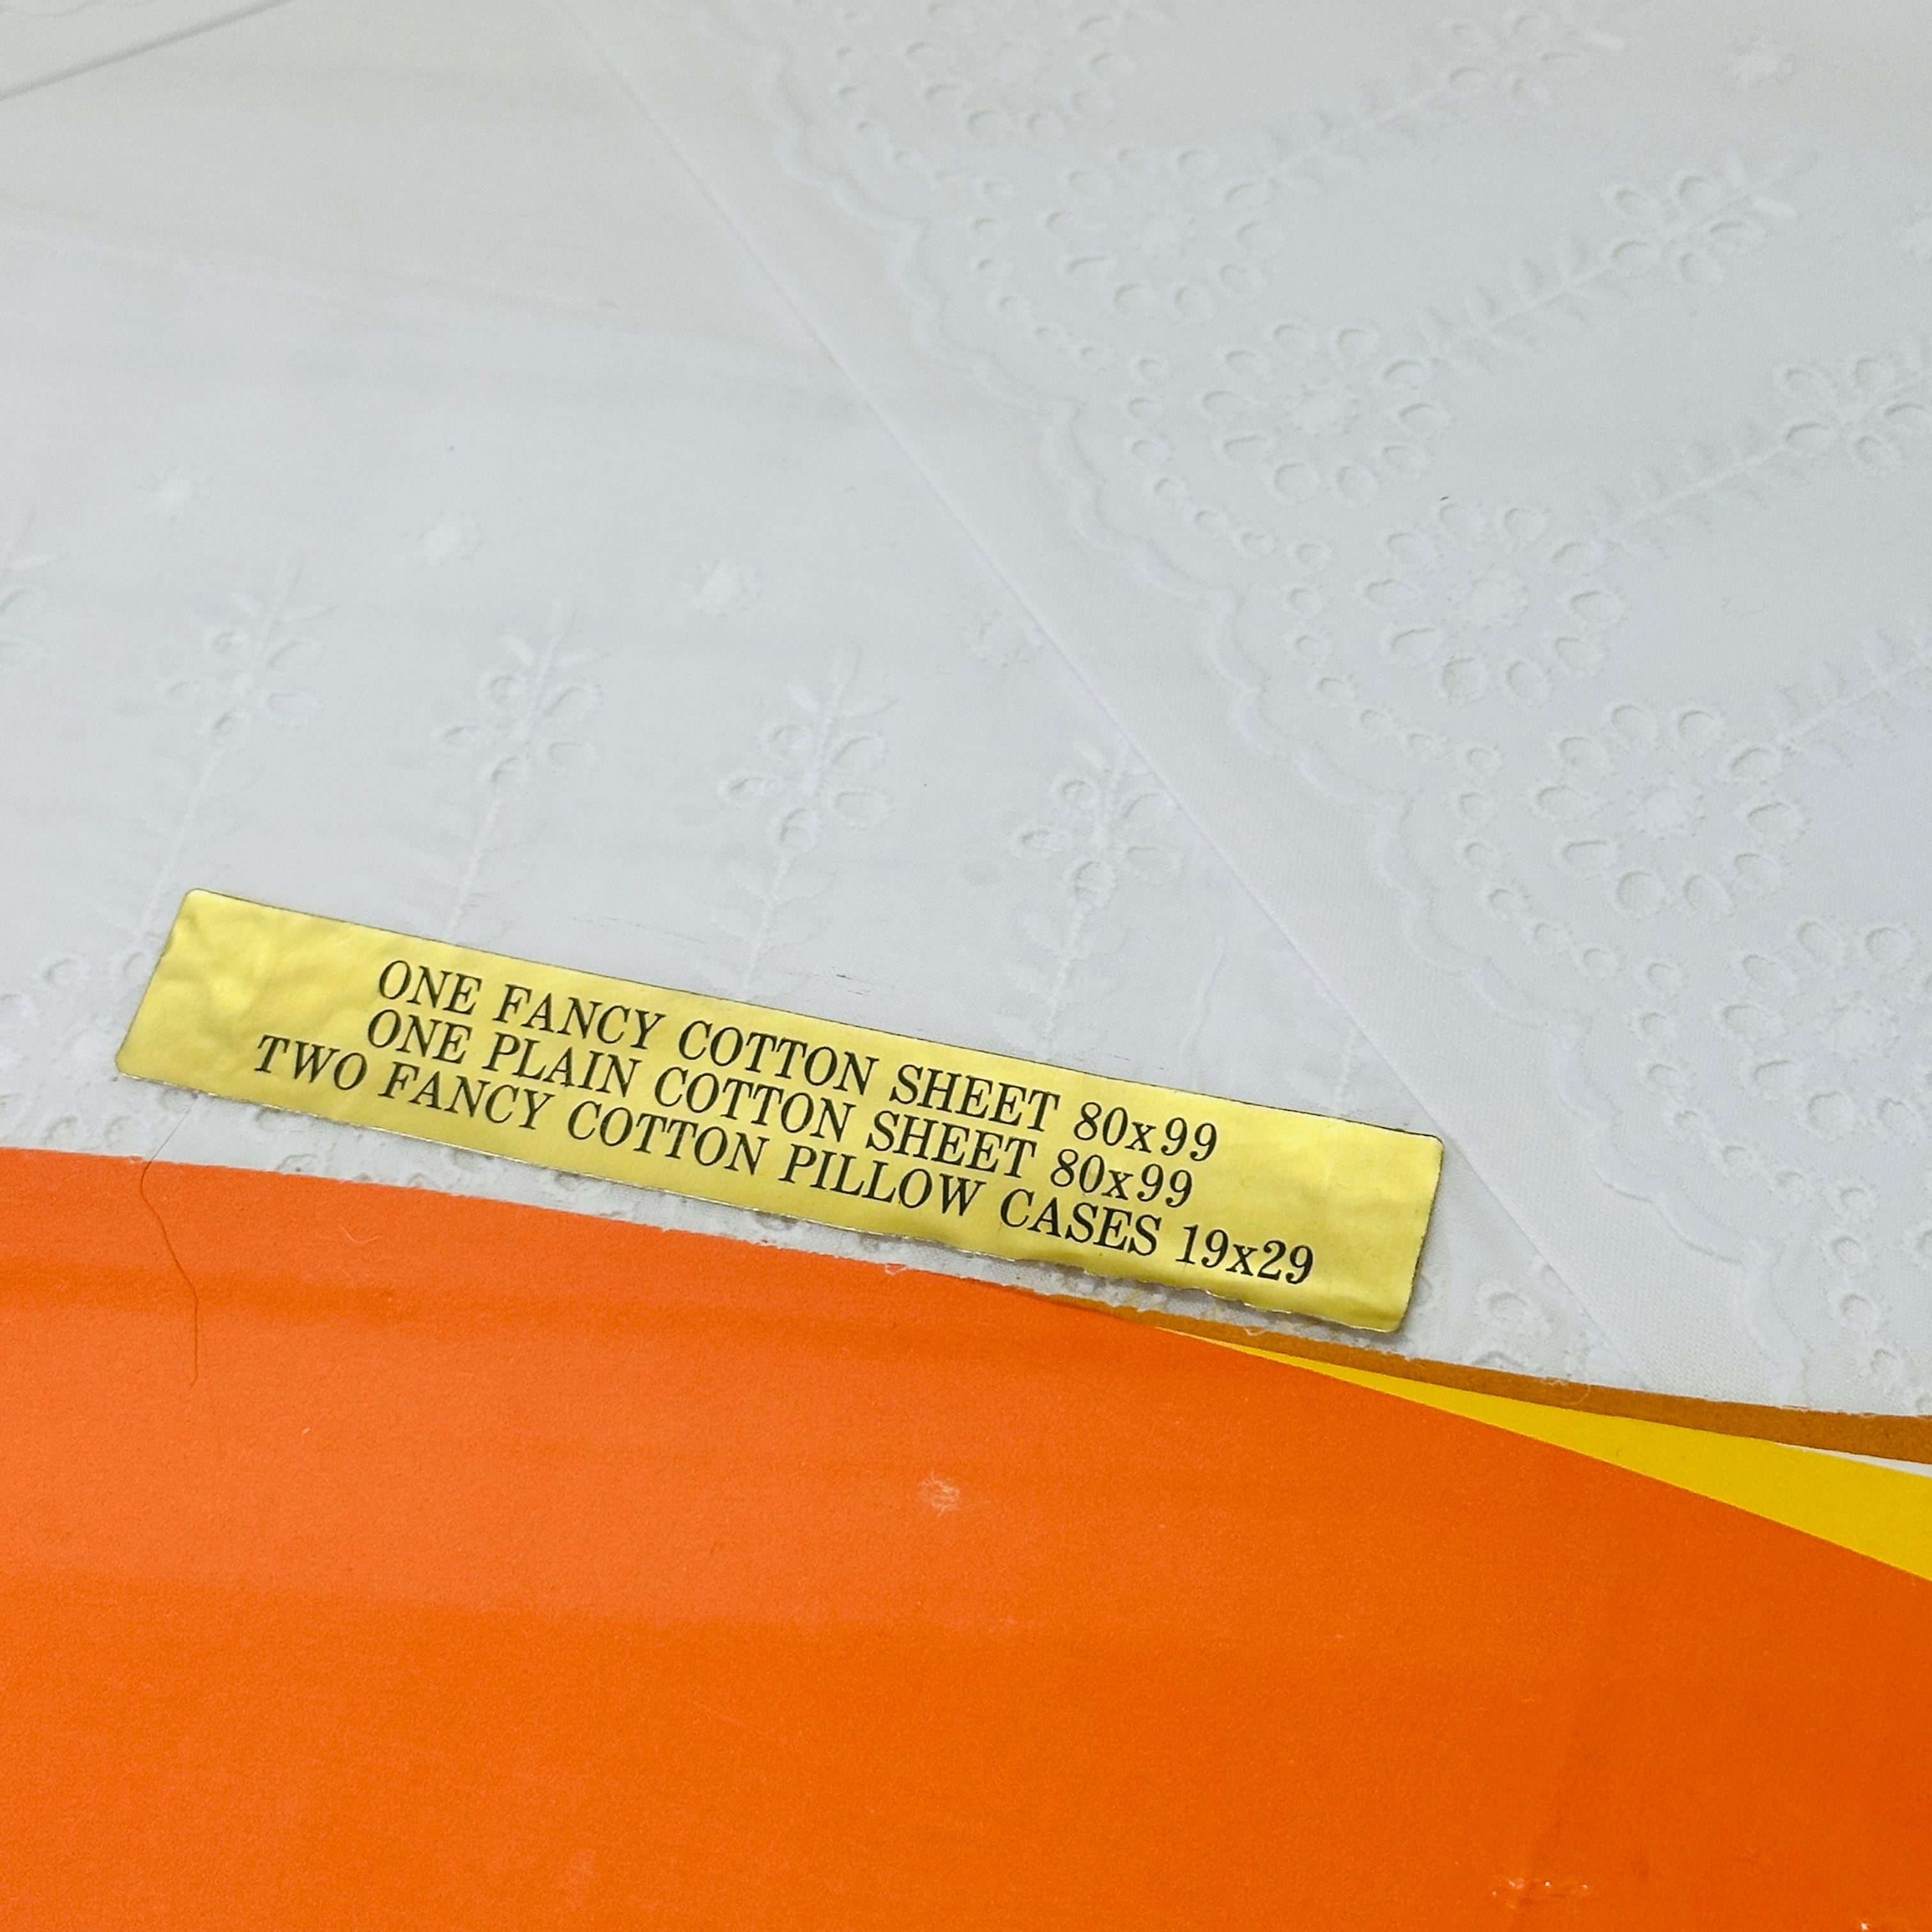 ONE FANCY COTTON SHEET 80x99
ONE PLAIN COTTON SHEET 80x99
TWO FANCY COTTON PILLOW CASES 19x29